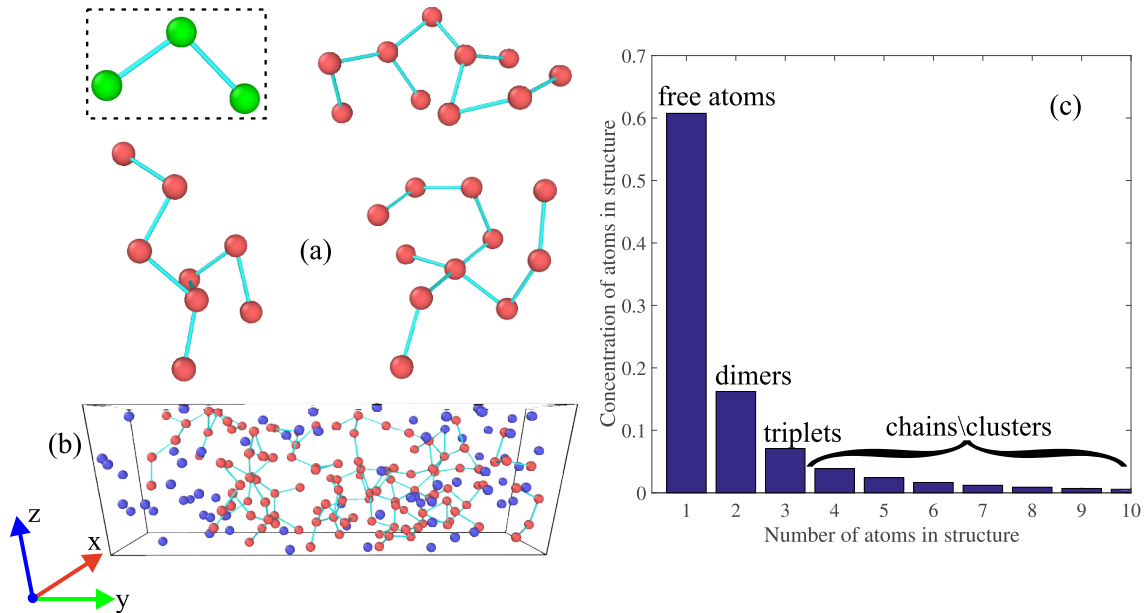 (a)
(b)
z
x
y
(c)
0.7
0.6
0.5
0.4
0.3
0.2
0.1
0
Concentration of atoms in structure
free atoms
dimers
triplets
chains\clusters
1 2 3 4 5 6 7 8 9 10
Number of atoms in structure